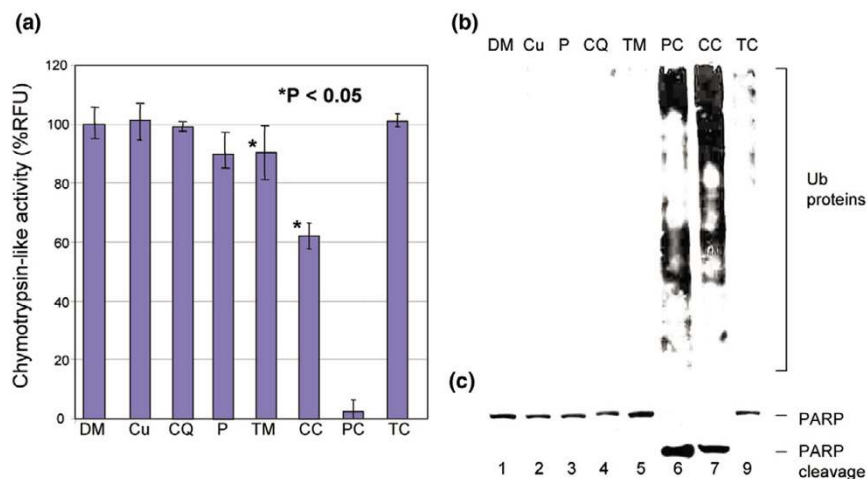 (a)
120
100
80
60
40
20
0
Chymotrypsin-like activity (%RFU)
*P < 0.05
*
*
DM Cu CQ P TM CC PC TC
(b)
DM Cu P CQ TM PC CC TC
Ub
proteins
(c)
PARP
PARP
cleavage
1 2 3 4 5 6 7 9